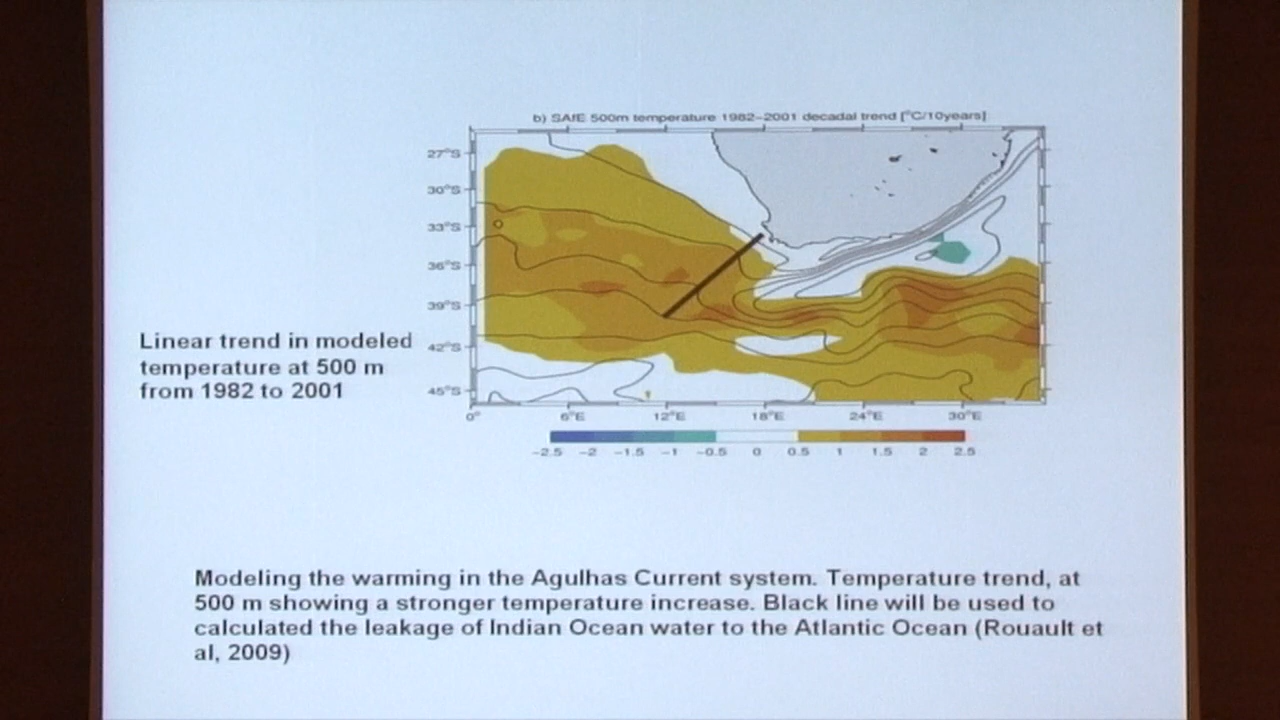 b) SAfE 500m temperature 1982-2001 decadal trend [°C/10years]
27°S
30°S
33°S
36°S
39°S
42°S
45°S
0°
6°E
12°E
18°E
24°E
30°E
-2.5 -2 -1.5 -1 -0.5 0 0.5 1 1.5 2 2.5
Linear trend in modeled
temperature at 500 m
from 1982 to 2001
Modeling the warming in the Agulhas Current system. Temperature trend, at
500 m showing a stronger temperature increase. Black line will be used to
calculated the leakage of Indian Ocean water to the Atlantic Ocean (Rouault et
al, 2009)